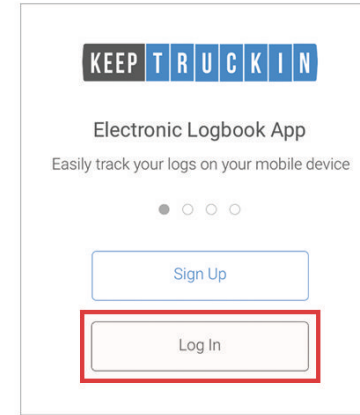 KEEP TRUCKIN
Electronic Logbook App
Easily track your logs on your mobile device
Sign Up
Log In